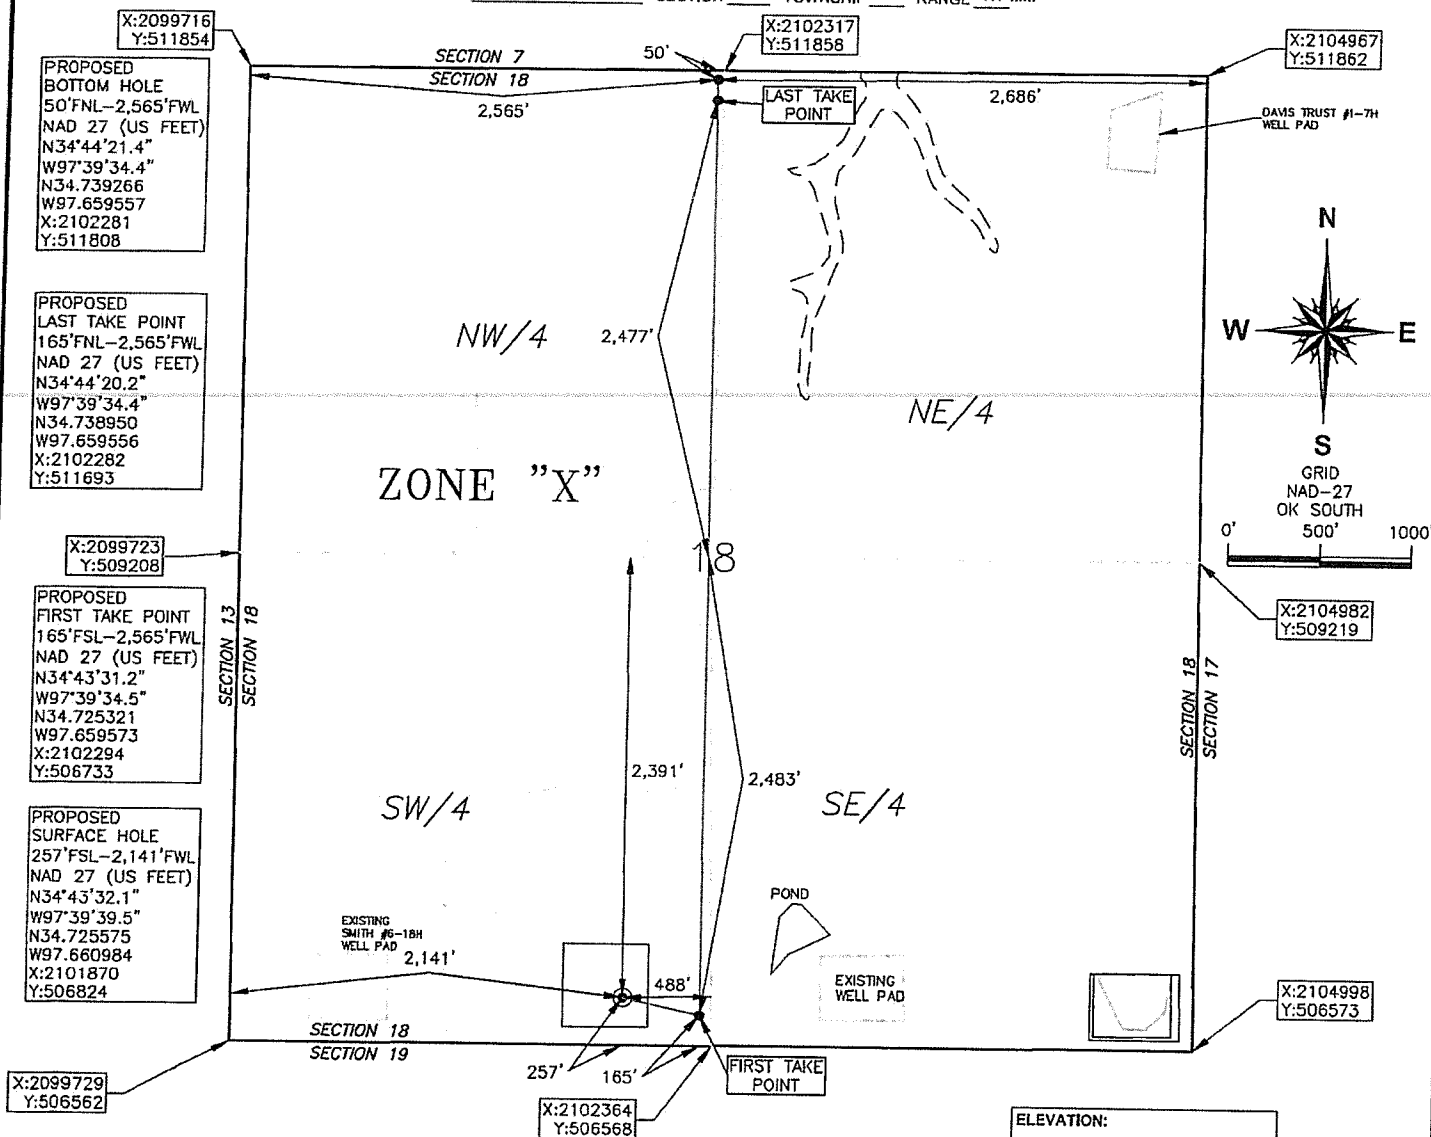 SECTION TOWNSHIP RANGE
X:2099716
Y:511854
X:2102317
Y:511858
X:2104967
Y:511862
SECTION 7
SECTION 18
50'
2,565'
2,686'
LAST TAKE
POINT
DAVIS TRUST #1-7H
WELL PAD
PROPOSED
BOTTOM HOLE
50'FNL-2,565'FWL
NAD 27 (US FEET)
N34°44'21.4"
W97°39'34.4"
N34.739266
W97.659557
X:2102281
Y:511808
PROPOSED
LAST TAKE POINT
165'FNL-2,565'FWL
NAD 27 (US FEET)
N34°44'20.2"
W97°39'34.4"
N34.738950
W97.659556
X:2102282
Y:511693
NW/4
2,477'
NE/4
N
W
E
S
GRID
NAD-27
OK SOUTH
0' 500' 1000'
ZONE "X"
18
X:2099723
Y:509208
X:2104982
Y:509219
PROPOSED
FIRST TAKE POINT
165'FSL-2,565'FWL
NAD 27 (US FEET)
N34°43'31.2"
W97°39'34.5"
N34.725321
W97.659573
X:2102294
Y:506733
SECTION 13
SECTION 18
SECTION 18
SECTION 17
2,391'
2,483'
SW/4
SE/4
PROPOSED
SURFACE HOLE
257'FSL-2,141'FWL
NAD 27 (US FEET)
N34°43'32.1"
W97°39'39.5"
N34.725575
W97.660984
X:2101870
Y:506824
EXISTING
SMITH #6-18H
WELL PAD
2,141'
488'
POND
EXISTING
WELL PAD
X:2104998
Y:506573
SECTION 18
SECTION 19
257'
165'
FIRST TAKE
POINT
X:2099729
Y:506562
X:2102364
Y:506568
ELEVATION: